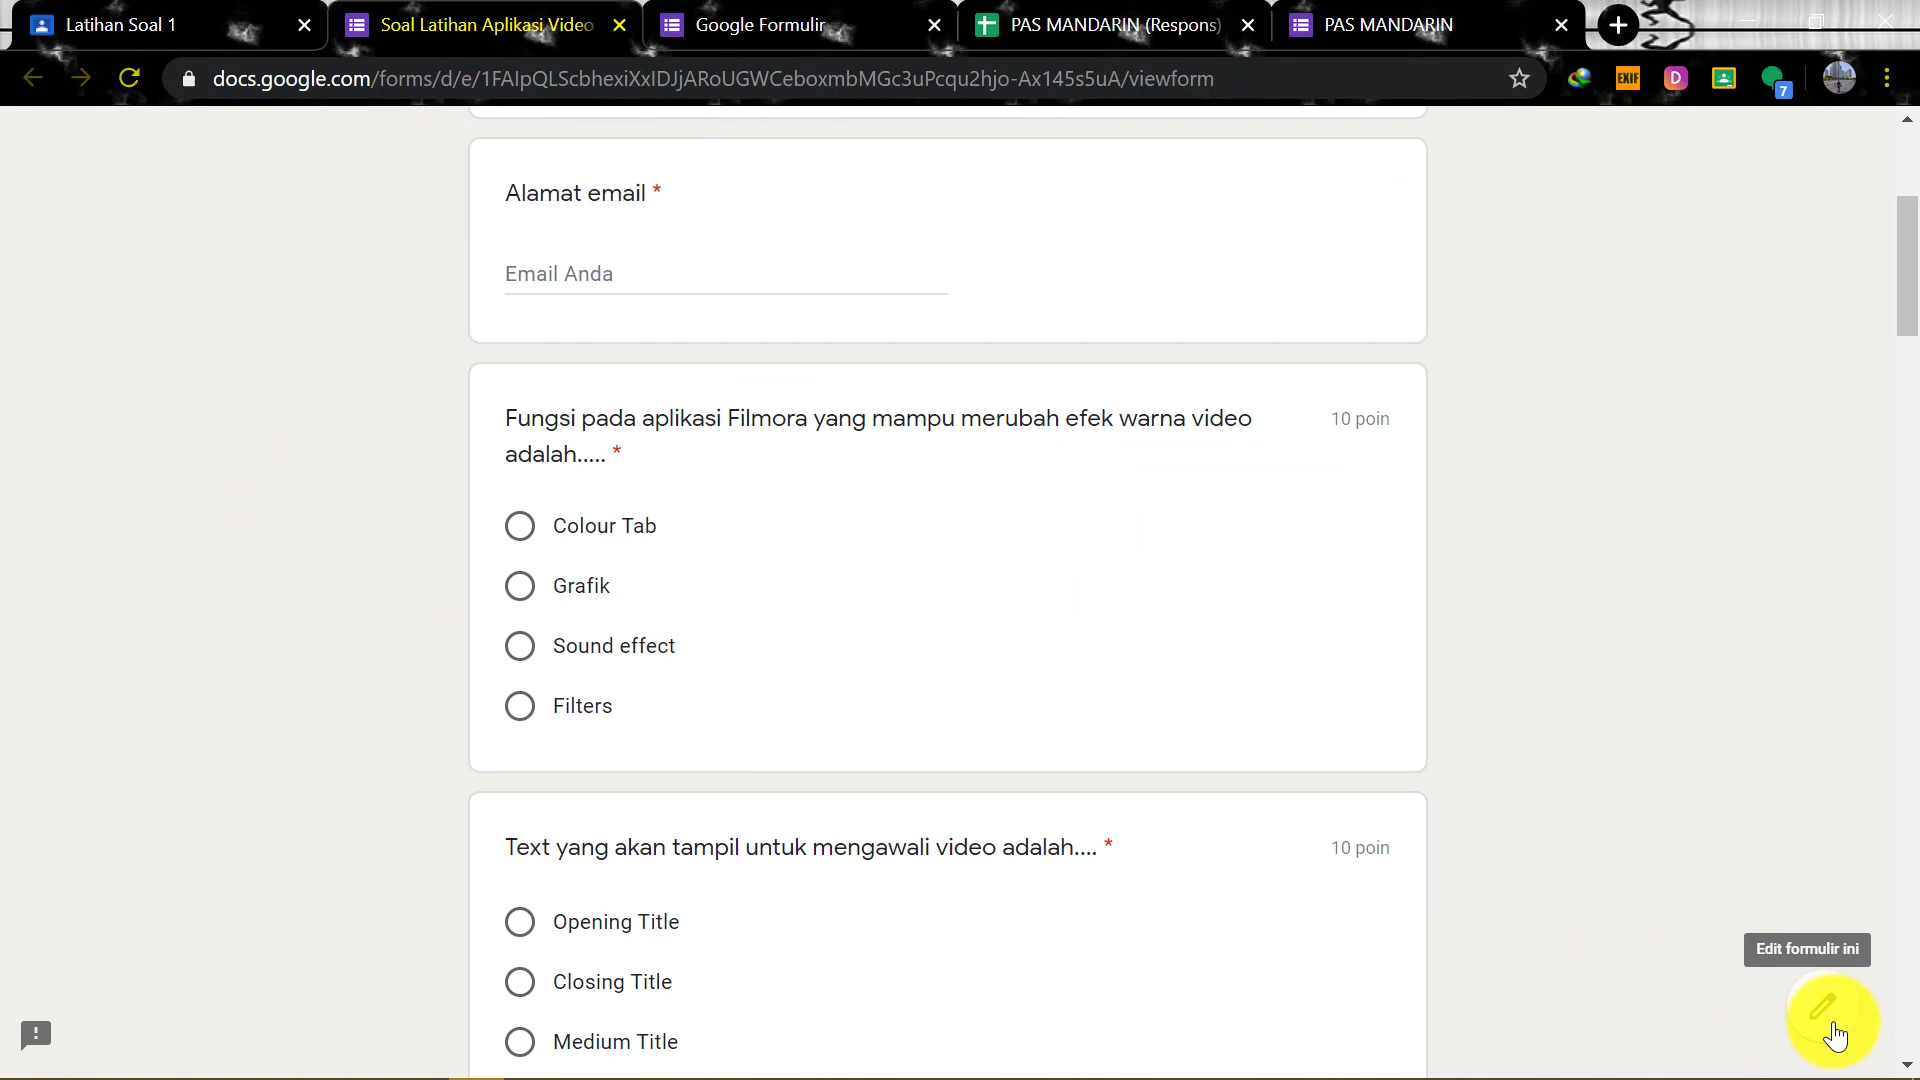 Latihan Soal 1
Soal Latihan Aplikasi Video
Google Formulir
PAS MANDARIN (Respons)
PAS MANDARIN
docs.google.com/forms/d/e/1FAIpQLScbhexiXxIDJjARoUGWCeboxmbMGc3uPcqu2hjo-Ax145s5uA/viewform
EXIF
D
7
Alamat email *
Email Anda
Fungsi pada aplikasi Filmora yang mampu merubah efek warna video
adalah..... *
10 poin
Colour Tab
Grafik
Sound effect
Filters
Text yang akan tampil untuk mengawali video adalah.... *
10 poin
Opening Title
Closing Title
Medium Title
Edit formulir ini